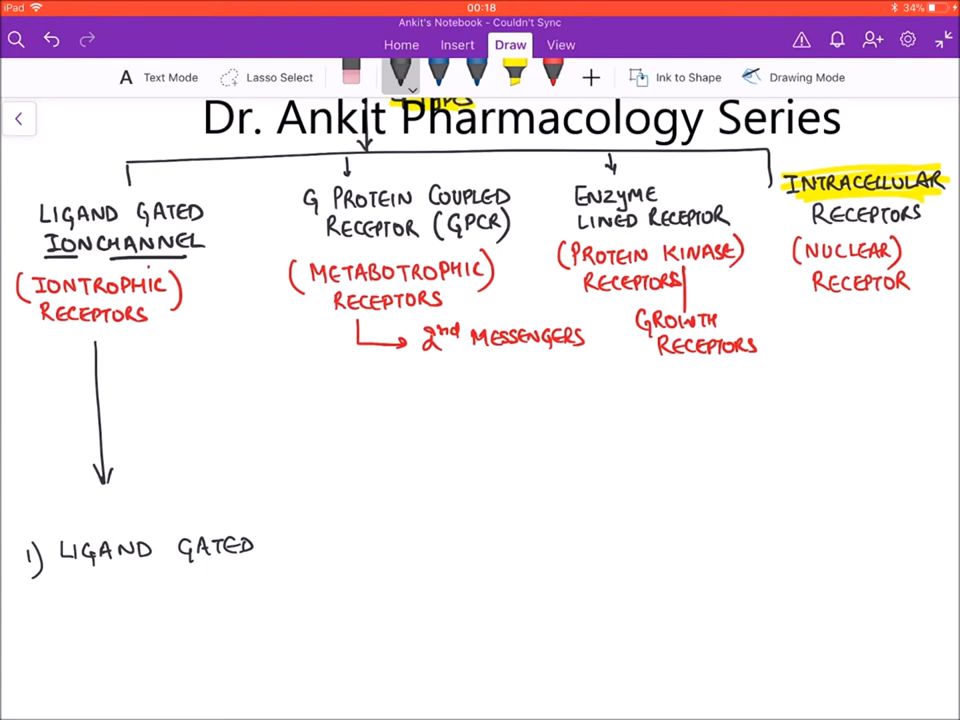 iPad 00:18 34%
Ankit's Notebook - Couldn't Sync
Home Insert Draw View
A Text Mode Lasso Select Ink to Shape Drawing Mode
Dr. Ankit Pharmacology Series
LIGAND GATED
ION CHANNEL
(IONTROPHIC)
RECEPTORS
G PROTEIN COUPLED
RECEPTOR (GPCR)
(METABOTROPHIC)
RECEPTORS
2nd MESSENGERS
ENZYME
LINED RECEPTOR
(PROTEIN KINASE)
RECEPTORS
GROWTH
RECEPTORS
INTRACELLULAR
RECEPTORS
(NUCLEAR)
RECEPTOR
1) LIGAND GATED